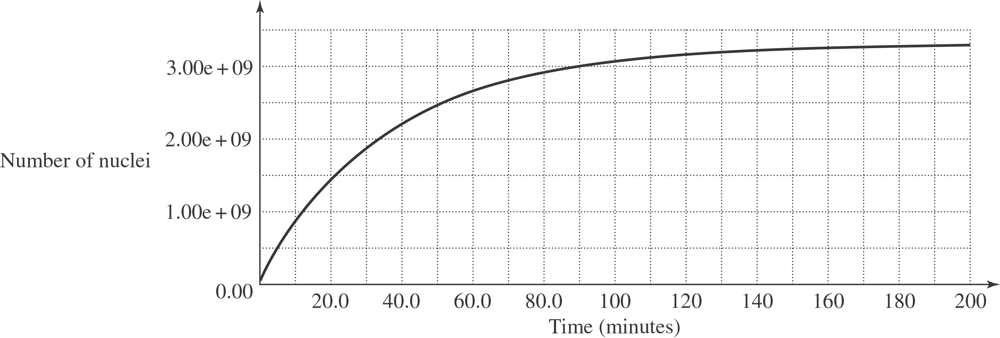 3.00e + 09
2.00e + 09
Number of nuclei
1.00e + 09
0.00
20.0 40.0 60.0 80.0 100 120 140 160 180 200
Time (minutes)